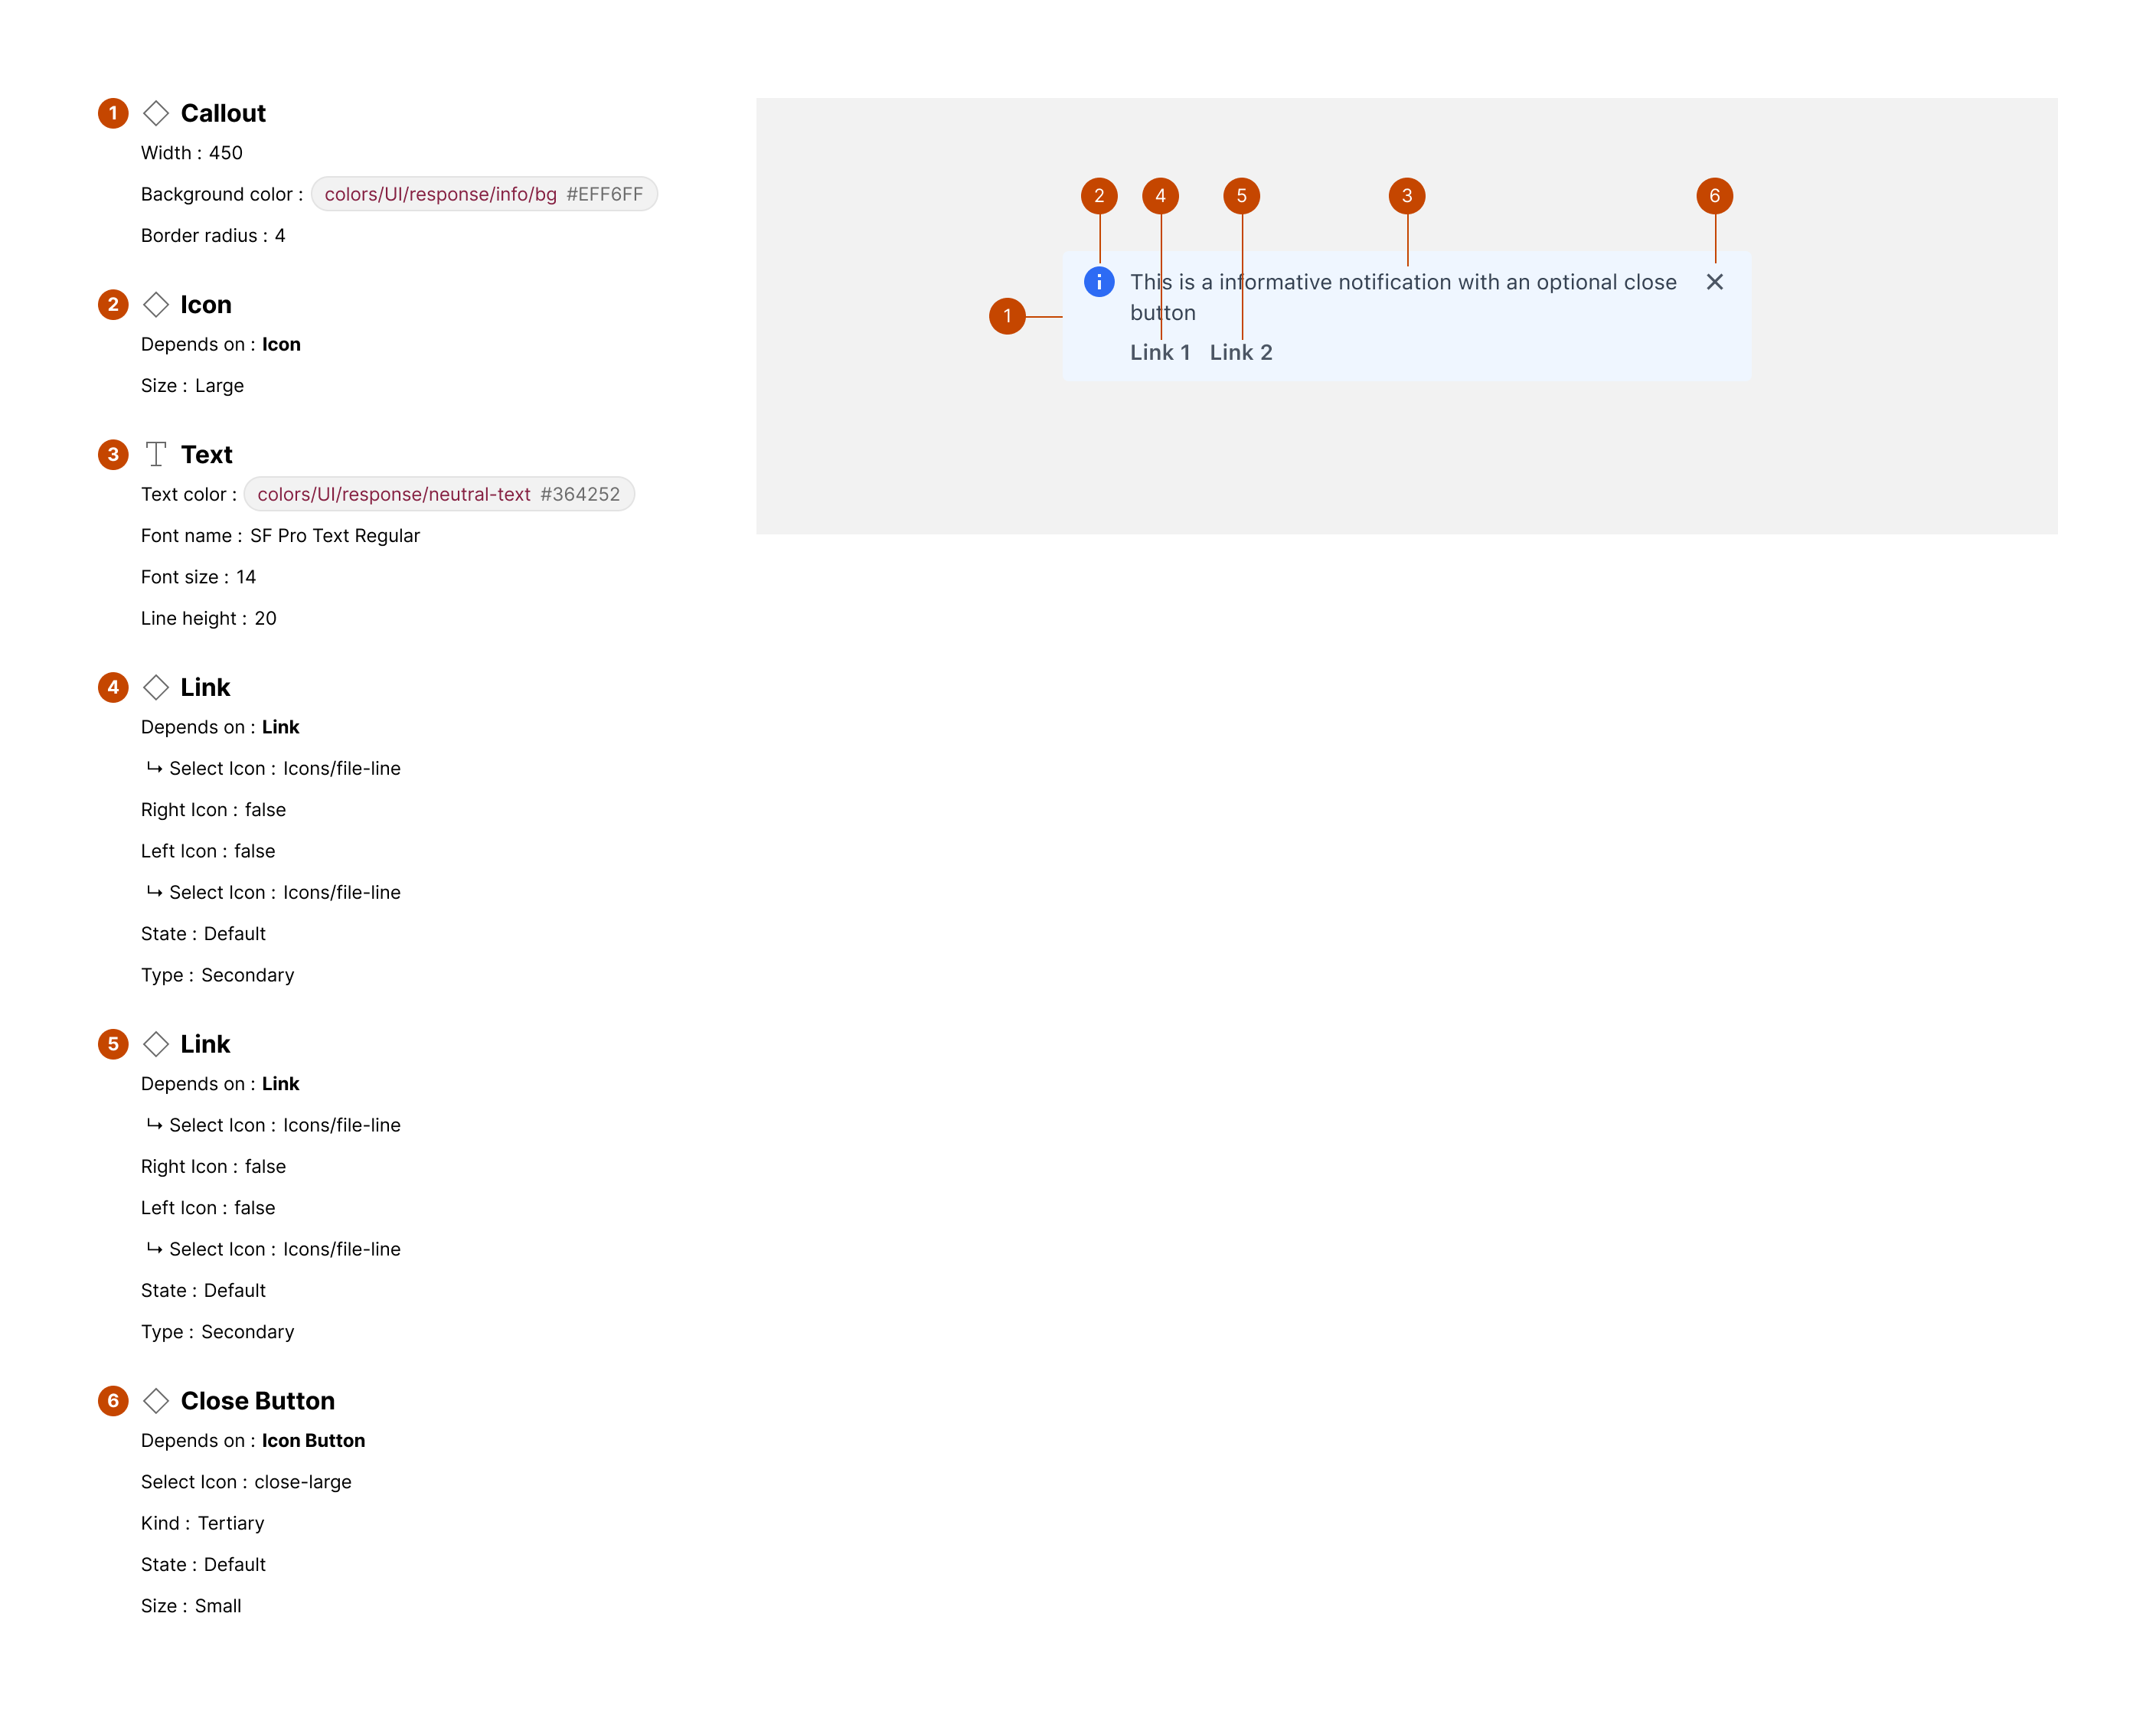 1 Callout
Width : 450
Background color : colors/UI/response/info/bg #EFF6FF
Border radius : 4
2 Icon
Depends on : Icon
Size : Large
3 Text
Text color : colors/UI/response/neutral-text #364252
Font name : SF Pro Text Regular
Font size : 14
Line height : 20
4 Link
Depends on : Link
↳ Select Icon : Icons/file-line
Right Icon : false
Left Icon : false
↳ Select Icon : Icons/file-line
State : Default
Type : Secondary
5 Link
Depends on : Link
↳ Select Icon : Icons/file-line
Right Icon : false
Left Icon : false
↳ Select Icon : Icons/file-line
State : Default
Type : Secondary
6 Close Button
Depends on : Icon Button
Select Icon : close-large
Kind : Tertiary
State : Default
Size : Small
2 4 5 3 6
This is a informative notification with an optional close
1 button
Link 1 Link 2